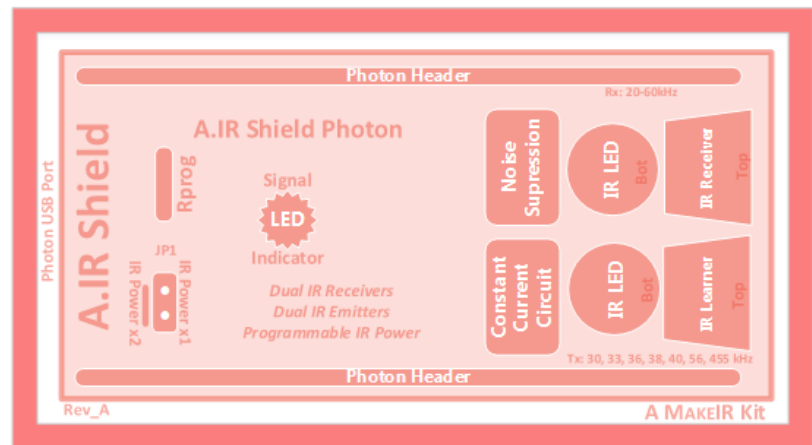 Photon Header
Rx: 20-60kHz
A.IR Shield Photon
Photon USB Port
A.IR Shield
Rprog
Signal
LED
Indicator
JP1
IR Power x2
IR Power x1
Dual IR Receivers
Dual IR Emitters
Programmable IR Power
Noise
Supression
IR LED
Bot
IR Receiver
Top
Constant
Current
Circuit
IR LED
Bot
IR Learner
Top
Tx: 30, 33, 36, 38, 40, 56, 455 kHz
Photon Header
Rev_A
A MAKEIR Kit